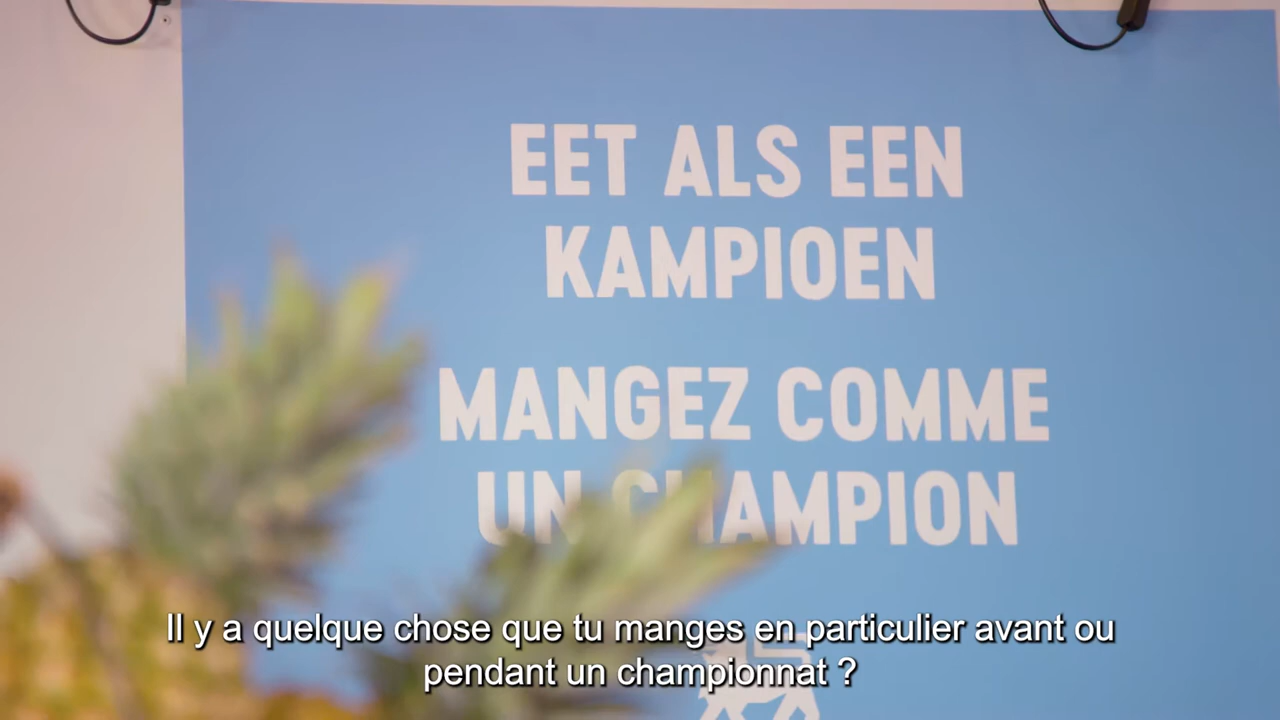 EET ALS EEN
KAMPIOEN
MANGEZ COMME
UN CHAMPION
Il y a quelque chose que tu manges en particulier avant ou
pendant un championnat ?